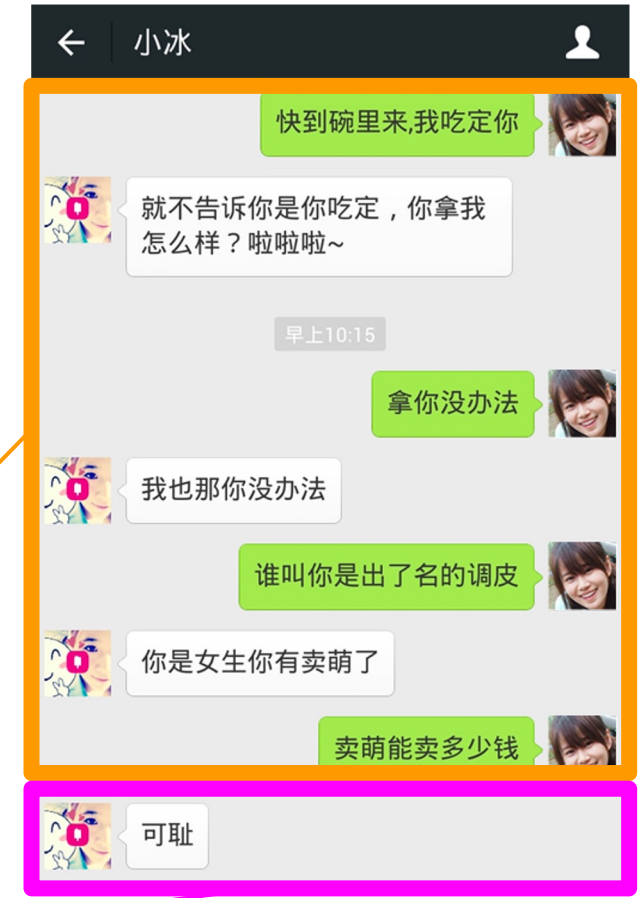 小冰
快到碗里来,我吃定你
就不告诉你是你吃定，你拿我
怎么样？啦啦啦~
早上10:15
拿你没办法
我也那你没办法
谁叫你是出了名的调皮
你是女生你有卖萌了
卖萌能卖多少钱
可耻